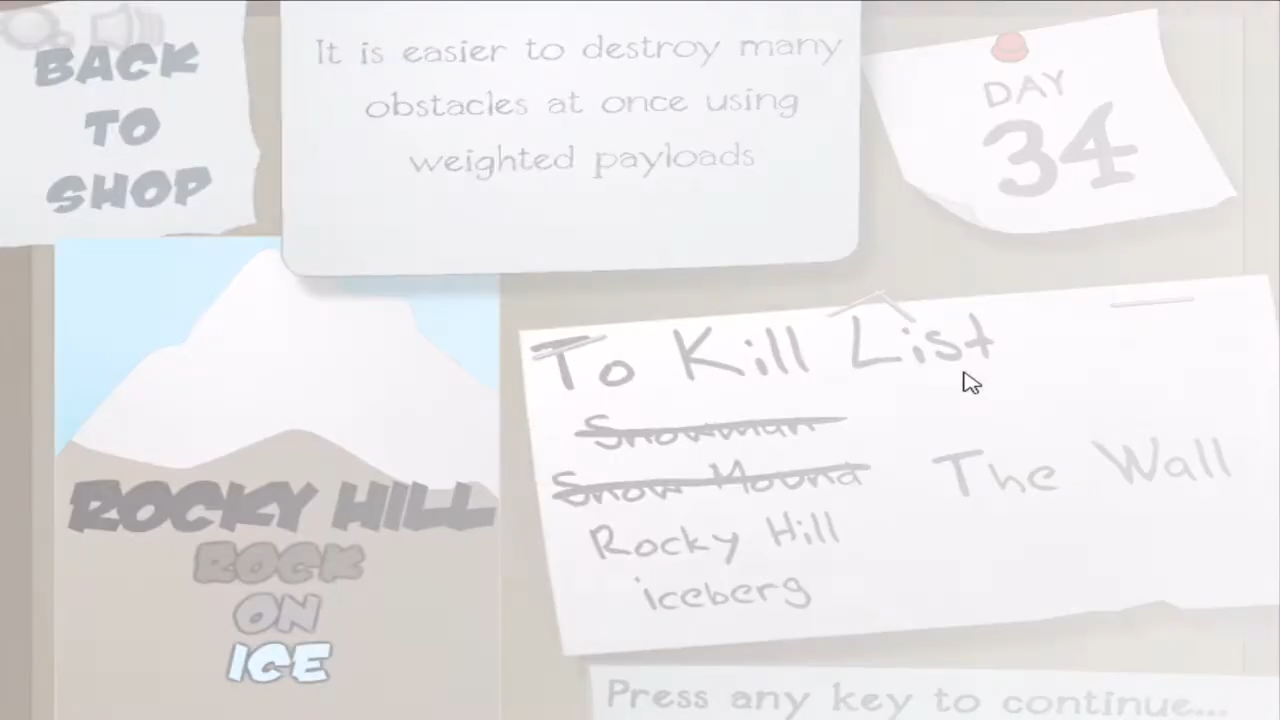 BACK
TO
SHOP
It is easier to destroy many
obstacles at once using
weighted payloads
DAY
34
ROCKY HILL
ROCK
ON
ICE
To Kill List
Snowman
Snow Mound
Rocky Hill
iceberg
The Wall
Press any key to continue...